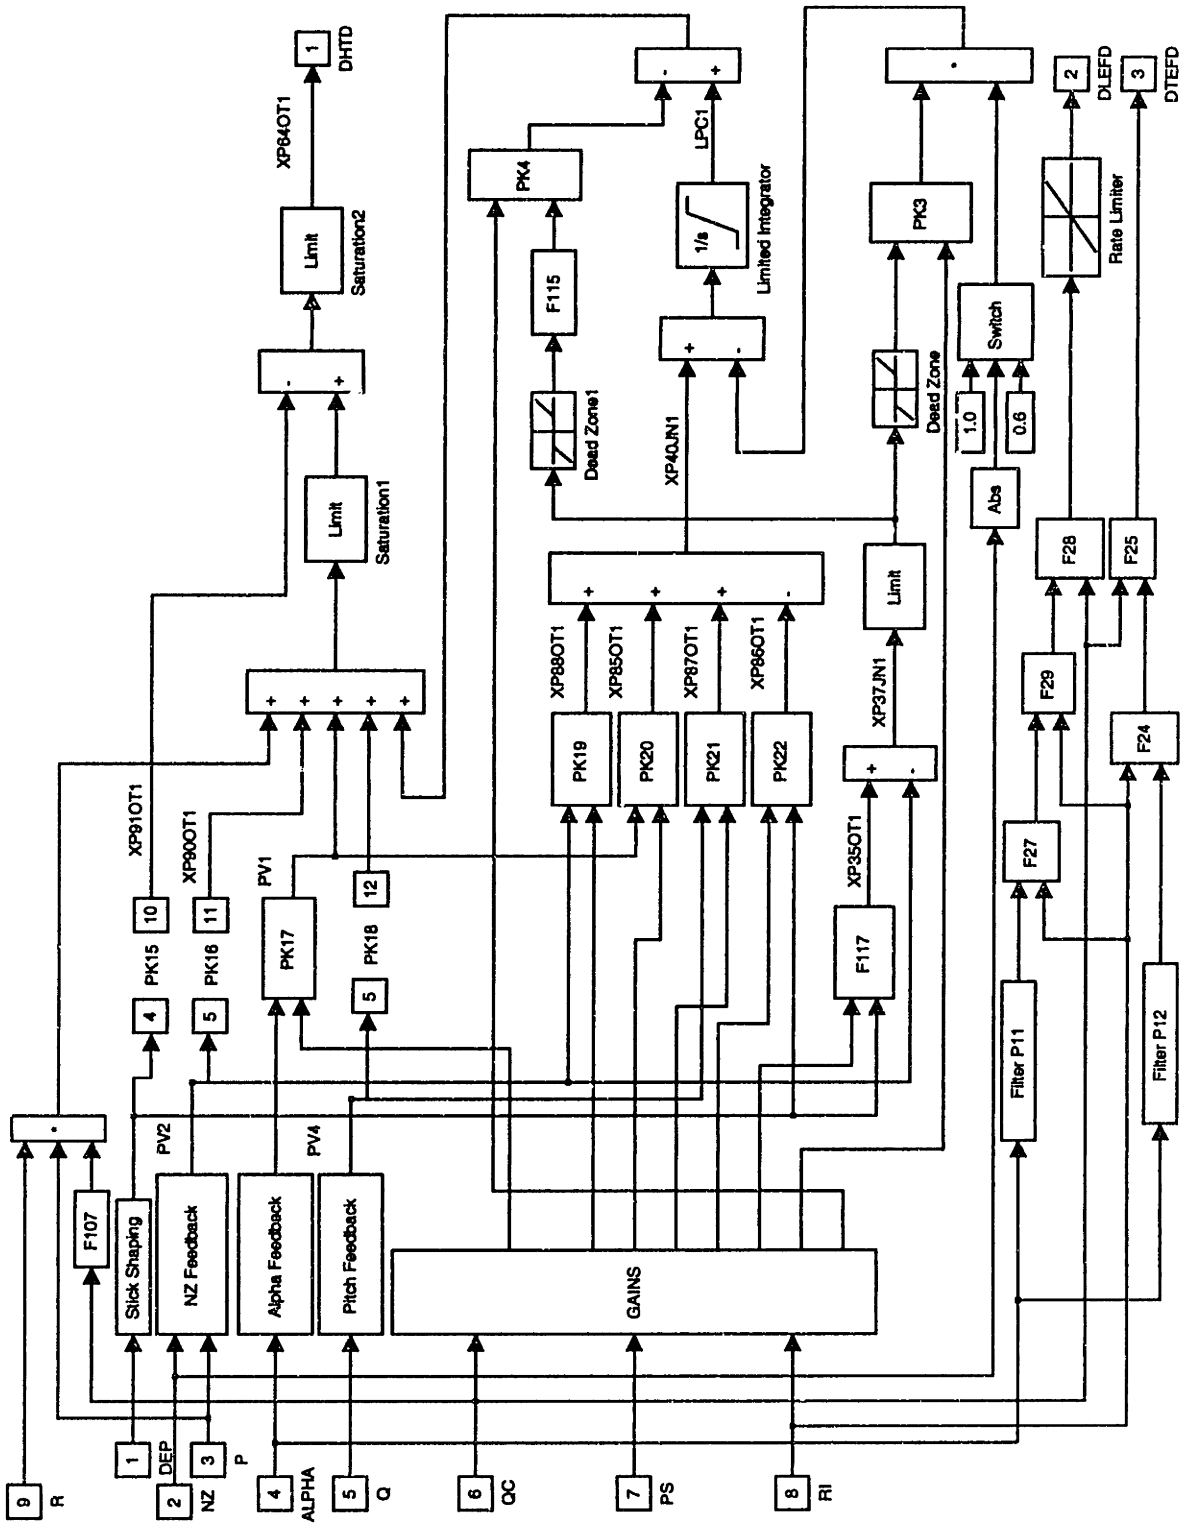 9
R
1
DEP
2
NZ
3
P
4
ALPHA
5
Q
6
QC
7
PS
8
RI
F107
Stick Shaping
NZ Feedback
Alpha Feedback
Pitch Feedback
GAINS
*
PV2
PV4
4
PK15
10
XP91OT1
5
PK16
11
XP90OT1
PK17
PV1
5
PK18
12
+
+
+
+
+
Limit
Saturation1
-
+
Limit
Saturation2
XP64OT1
1
DHTD
PK19
PK20
PK21
PK22
XP88OT1
XP85OT1
XP87OT1
XP86OT1
+
+
+
-
XP40JN1
+
-
1/s
Limited Integrator
LPC1
-
+
Dead Zone1
F115
PK4
F117
XP35OT1
+
-
XP37JN1
Limit
Dead Zone
PK3
*
Abs
1.0
0.6
Switch
Filter P11
Filter P12
F27
F29
F24
F28
F25
Rate Limiter
2
DLEFD
3
DTEFD